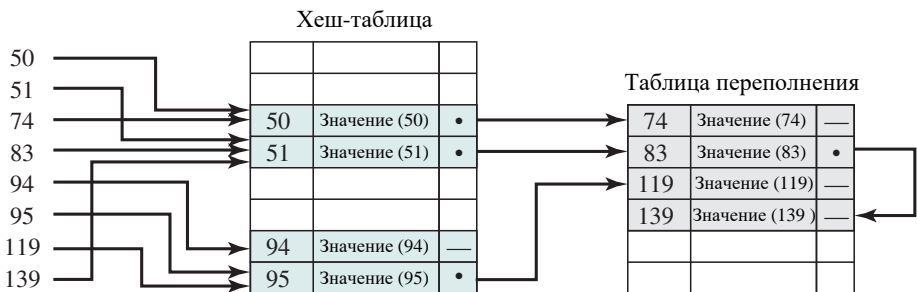 Хеш-таблица
Таблица переполнения
50
51
74
83
94
95
119
139
50 Значение (50) •
51 Значение (51) •
94 Значение (94) —
95 Значение (95) •
74 Значение (74) —
83 Значение (83) •
119 Значение (119) —
139 Значение (139 ) —